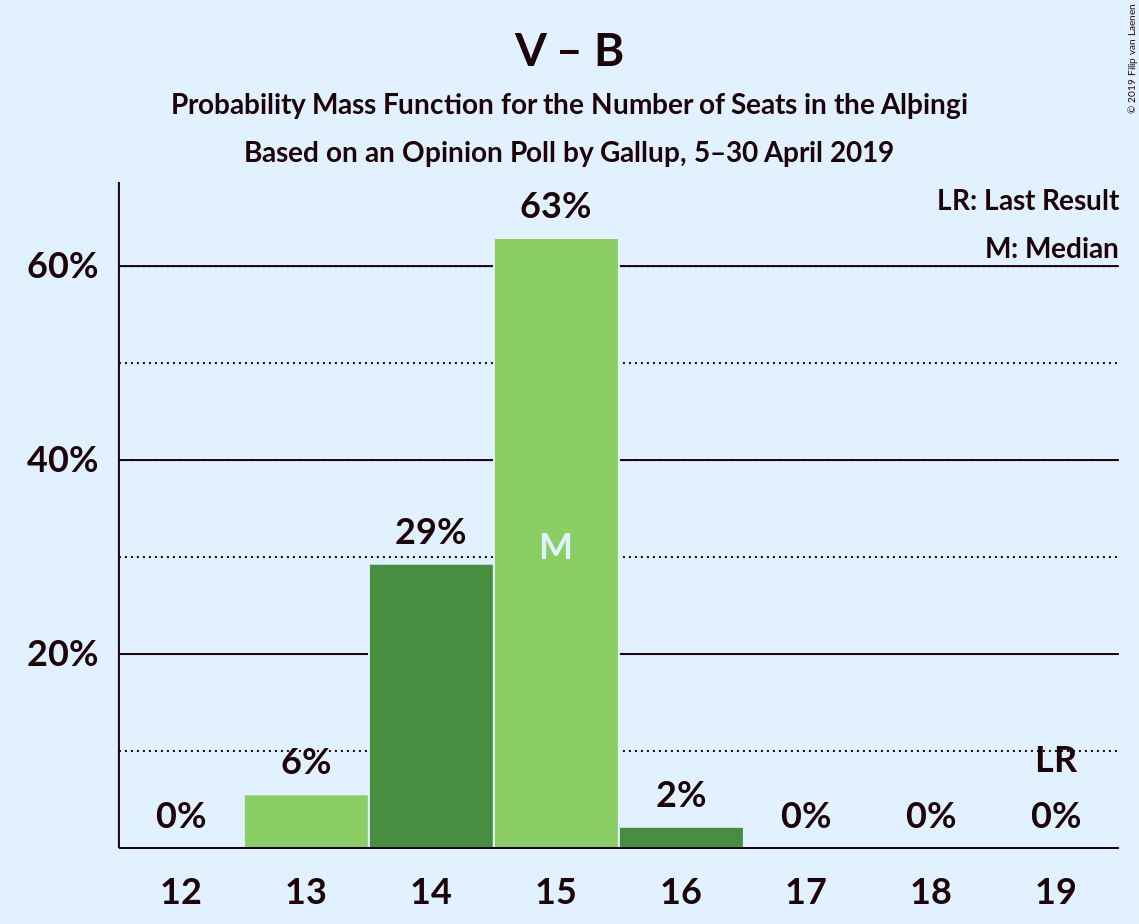 V – B
Probability Mass Function for the Number of Seats in the Alþingi
Based on an Opinion Poll by Gallup, 5–30 April 2019
© 2019 Filip van Laenen
LR: Last Result
M: Median
63%
60%
40%
29%
M
20%
6%
2%
LR
0%
0%
0%
0%
12
13
14
15
16
17
18
19